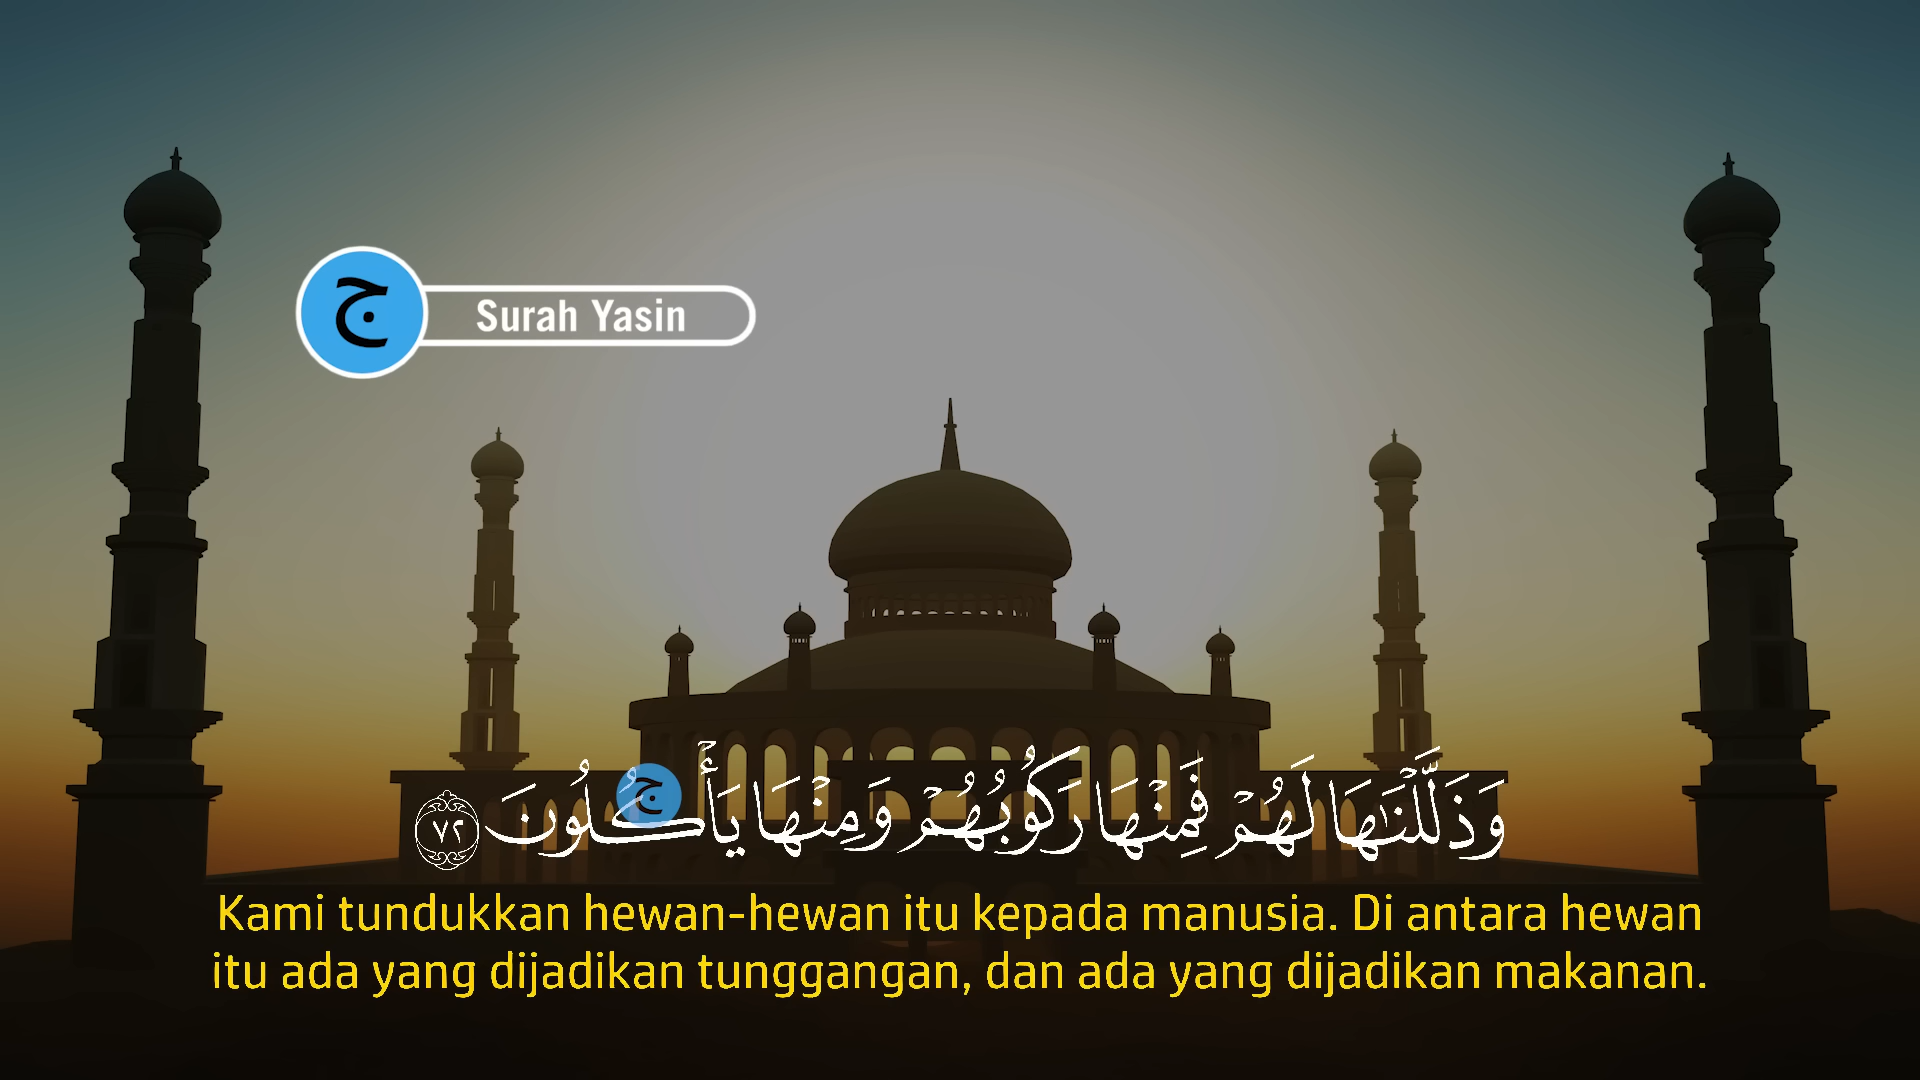 ج
Surah Yasin
وَذَلَّلْنَٰهَا لَهُمْ فَمِنْهَا رَكُوبُهُمْ وَمِنْهَا يَأْكُلُونَ ٧٢
ج
Kami tundukkan hewan-hewan itu kepada manusia. Di antara hewan
itu ada yang dijadikan tunggangan, dan ada yang dijadikan makanan.